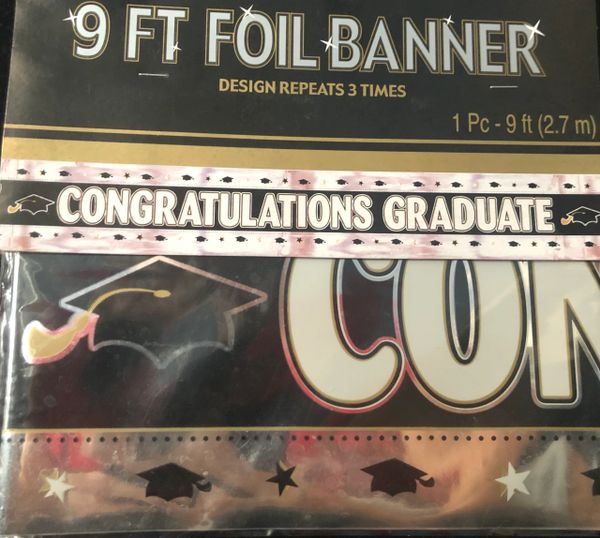 9 FT FOIL BANNER
DESIGN REPEATS 3 TIMES
1 Pc - 9 ft (2.7 m)
CONGRATULATIONS GRADUATE
CON